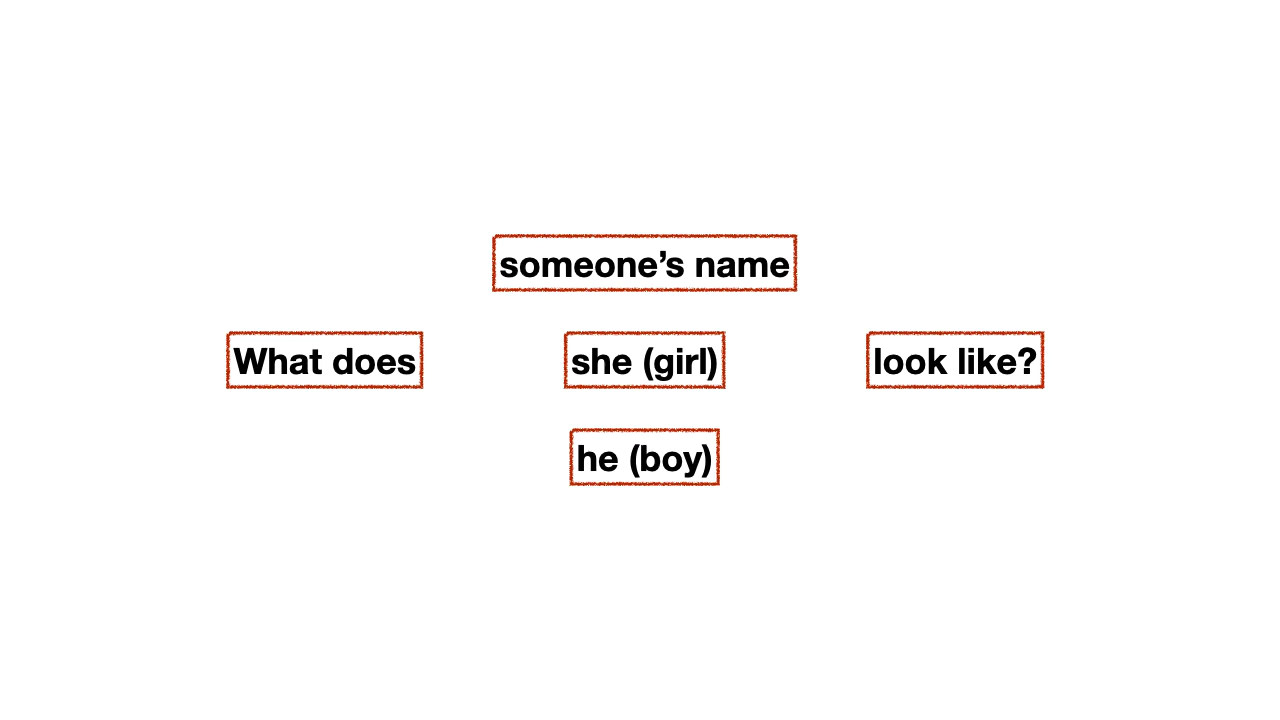 someone’s name
What does she (girl) look like?
he (boy)